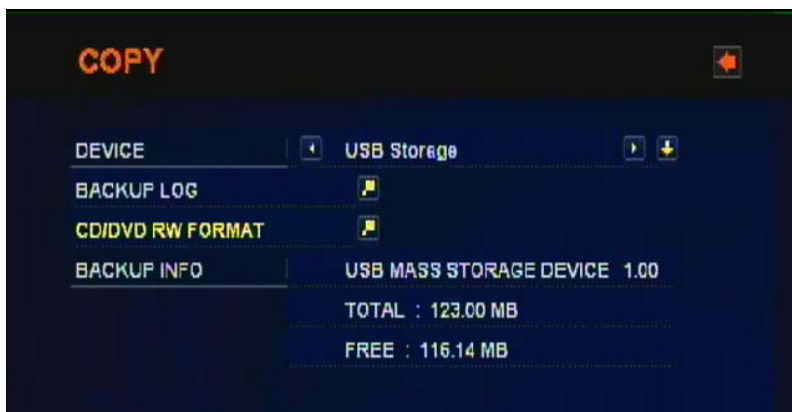 COPY
DEVICE USB Storage
BACKUP LOG
CD/DVD RW FORMAT
BACKUP INFO USB MASS STORAGE DEVICE 1.00
TOTAL : 123.00 MB
FREE : 116.14 MB